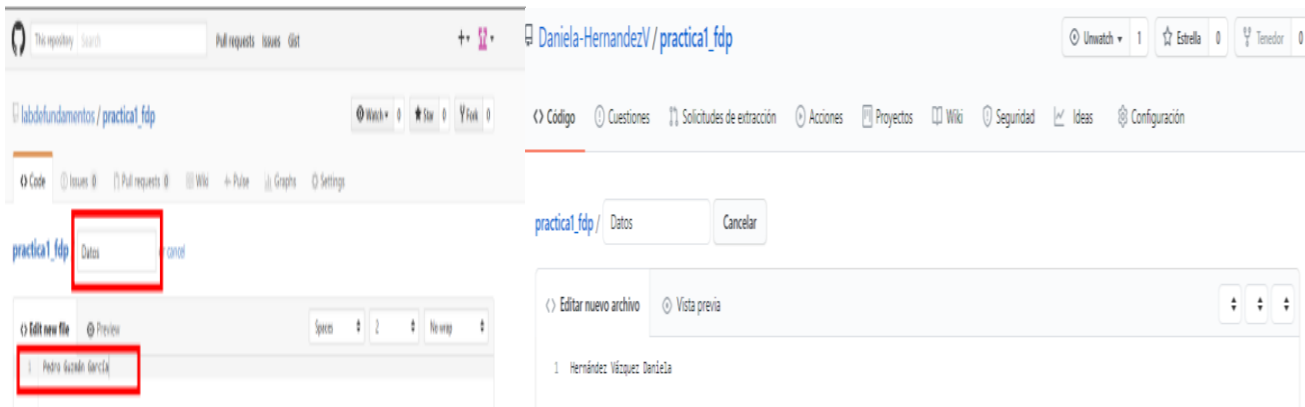 This repository Search Pull requests Issues Gist
labdefundamentos / practica1_fdp Watch 0 Star 0 Fork 0
Code Issues 0 Pull requests 0 Wiki Pulse Graphs Settings
practica1_fdp Datos or cancel
Edit new file Preview Spaces 2 No wrap
1 Pedro Guzmán García
Daniela-HernandezV / practica1_fdp Unwatch 1 Estrella 0 Tenedor 0
Código Cuestiones Solicitudes de extracción Acciones Proyectos Wiki Seguridad Ideas Configuración
practica1_fdp / Datos Cancelar
Editar nuevo archivo Vista previa
1 Hernández Vázquez Daniela